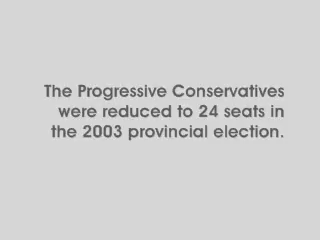 The Progressive Conservatives
were reduced to 24 seats in
the 2003 provincial election.